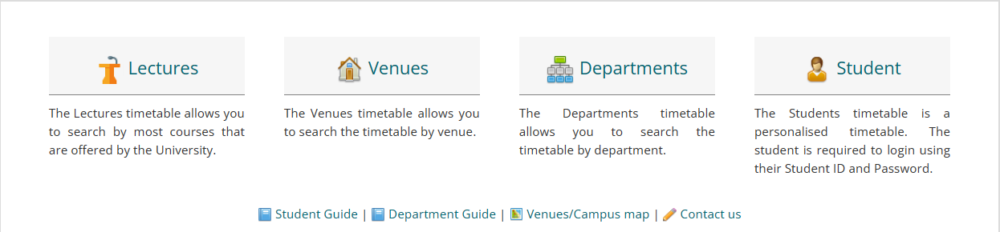 Lectures
The Lectures timetable allows you
to search by most courses that
are offered by the University.
Venues
The Venues timetable allows you
to search the timetable by venue.
Departments
The Departments timetable
allows you to search the
timetable by department.
Student
The Students timetable is a
personalised timetable. The
student is required to login using
their Student ID and Password.
Student Guide | Department Guide | Venues/Campus map | Contact us